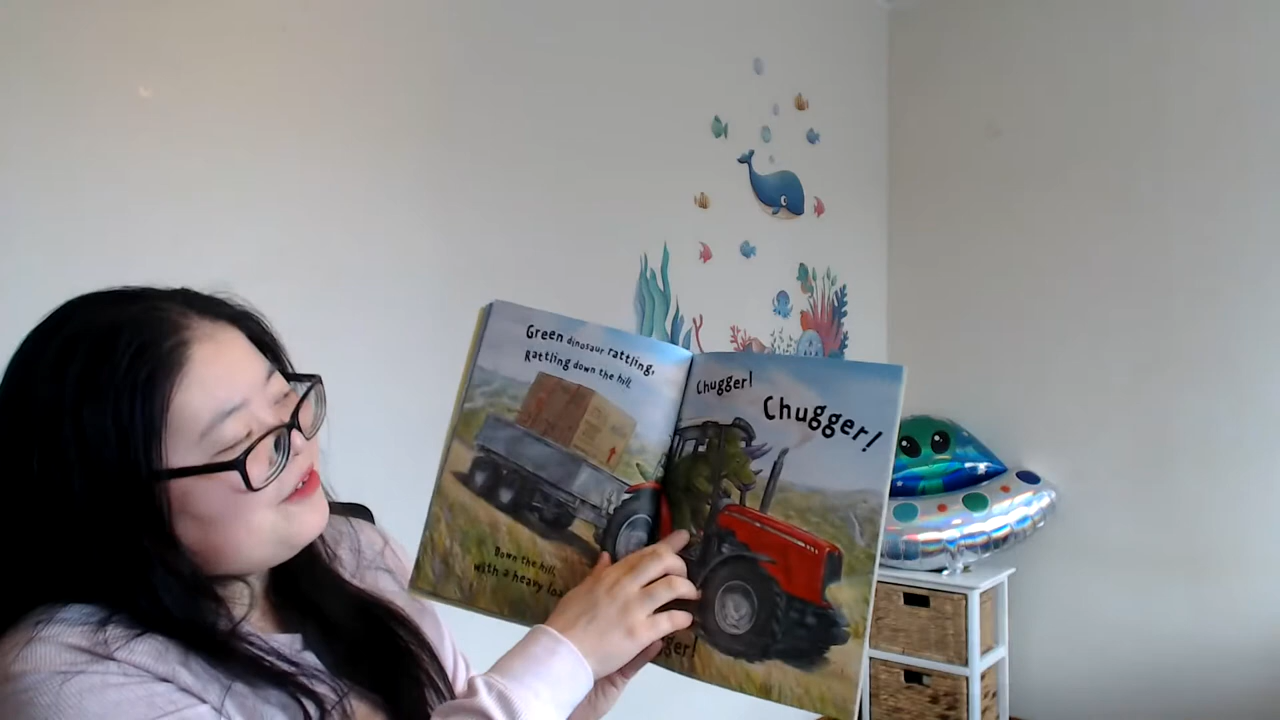 Green dinosaur rattling,
Rattling down the hill.
Down the hill,
with a heavy
Chugger!
Chugger!